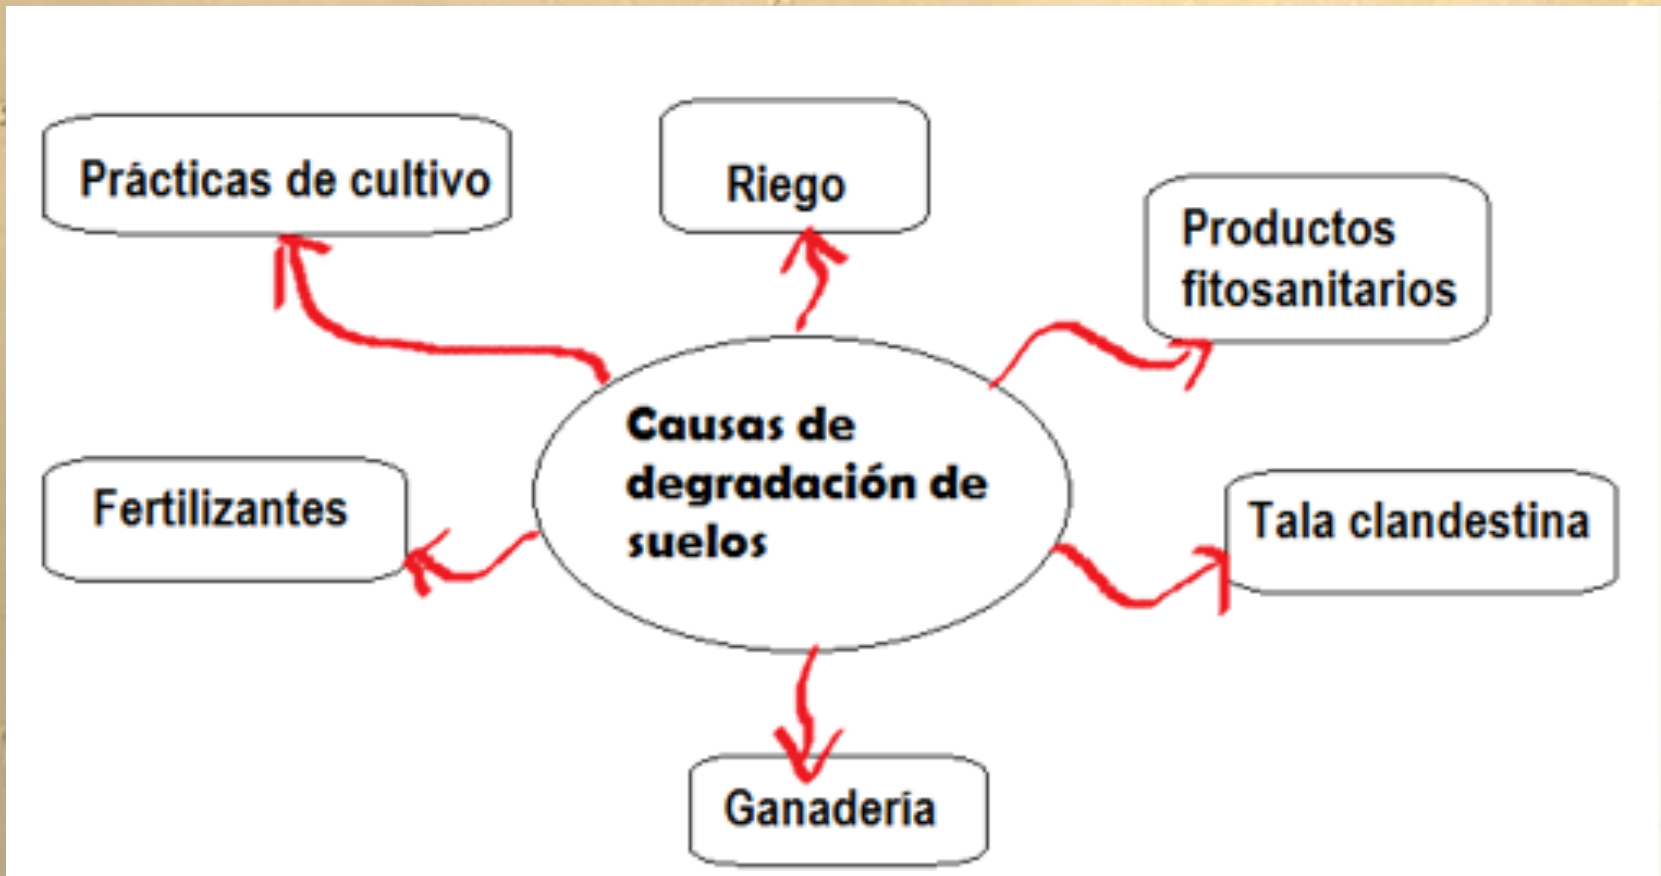 Prácticas de cultivo
Riego
Productos
fitosanitarios
Causas de
degradación de
suelos
Fertilizantes
Tala clandestina
Ganadería